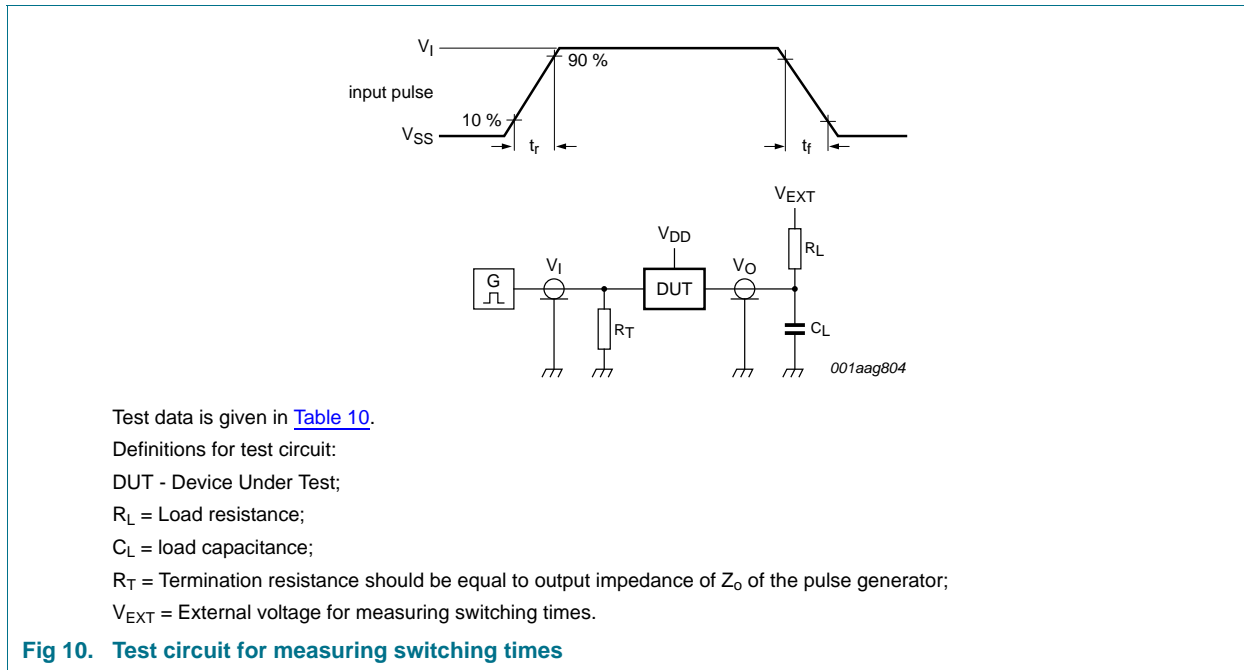 VI
90 %
input pulse
10 %
VSS
tr
tf
VEXT
VDD
RL
VI
VO
G
DUT
RT
CL
001aag804
Test data is given in Table 10.
Definitions for test circuit:
DUT - Device Under Test;
RL = Load resistance;
CL = load capacitance;
RT = Termination resistance should be equal to output impedance of Zo of the pulse generator;
VEXT = External voltage for measuring switching times.
Fig 10. Test circuit for measuring switching times